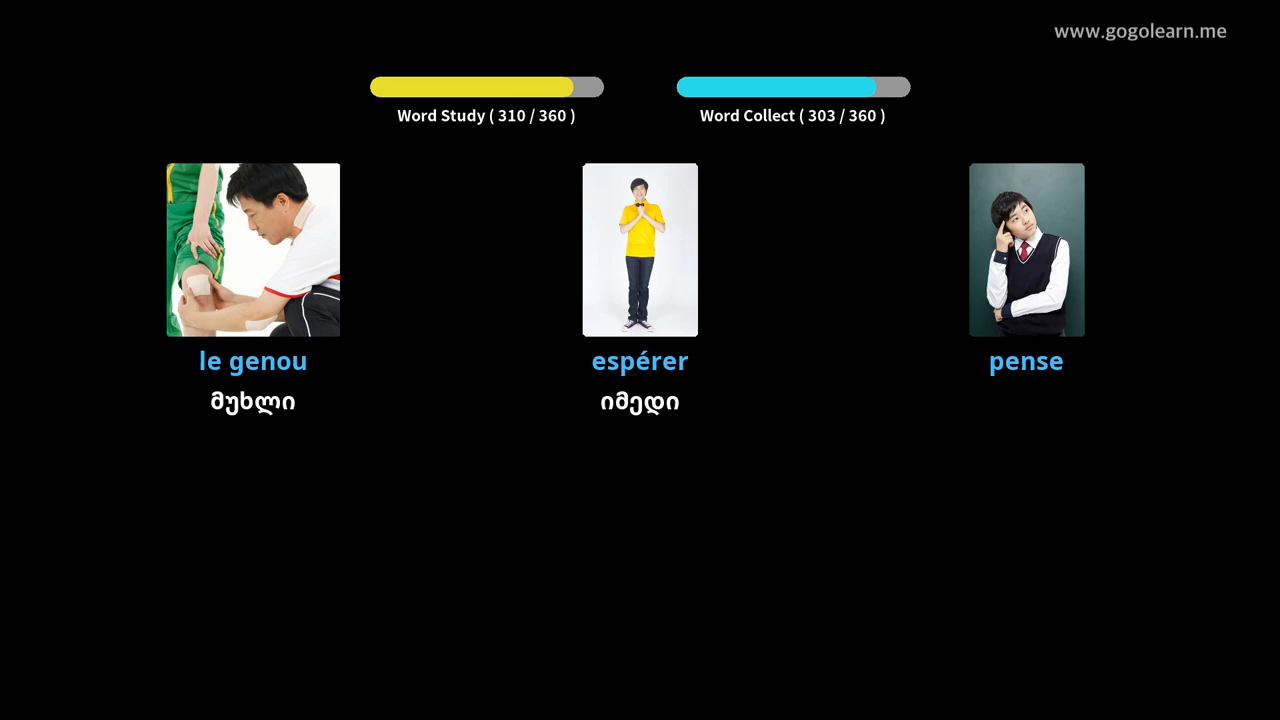 www.gogolearn.me
Word Study ( 310 / 360 )
Word Collect ( 303 / 360 )
le genou
espérer
pense
მუხლი
იმედი